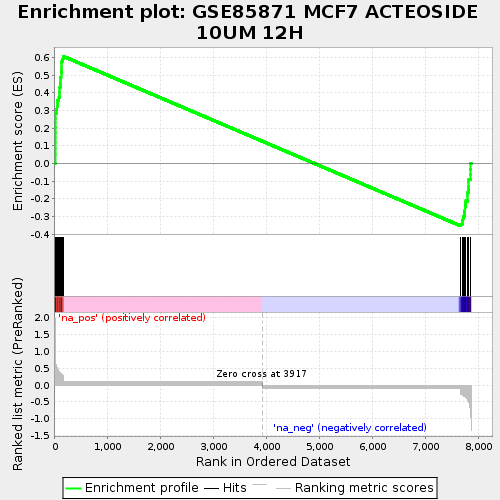 Enrichment plot: GSE85871 MCF7 ACTEOSIDE
10UM 12H
Enrichment score (ES)
0.6
0.5
0.4
0.3
0.2
0.1
0.0
-0.1
-0.2
-0.3
-0.4
'na_pos' (positively correlated)
Ranked list metric (PreRanked)
2.0
1.5
1.0
0.5
0.0
-0.5
-1.0
-1.5
Zero cross at 3917
'na_neg' (negatively correlated)
0 1,000 2,000 3,000 4,000 5,000 6,000 7,000 8,000
Rank in Ordered Dataset
Enrichment profile Hits Ranking metric scores